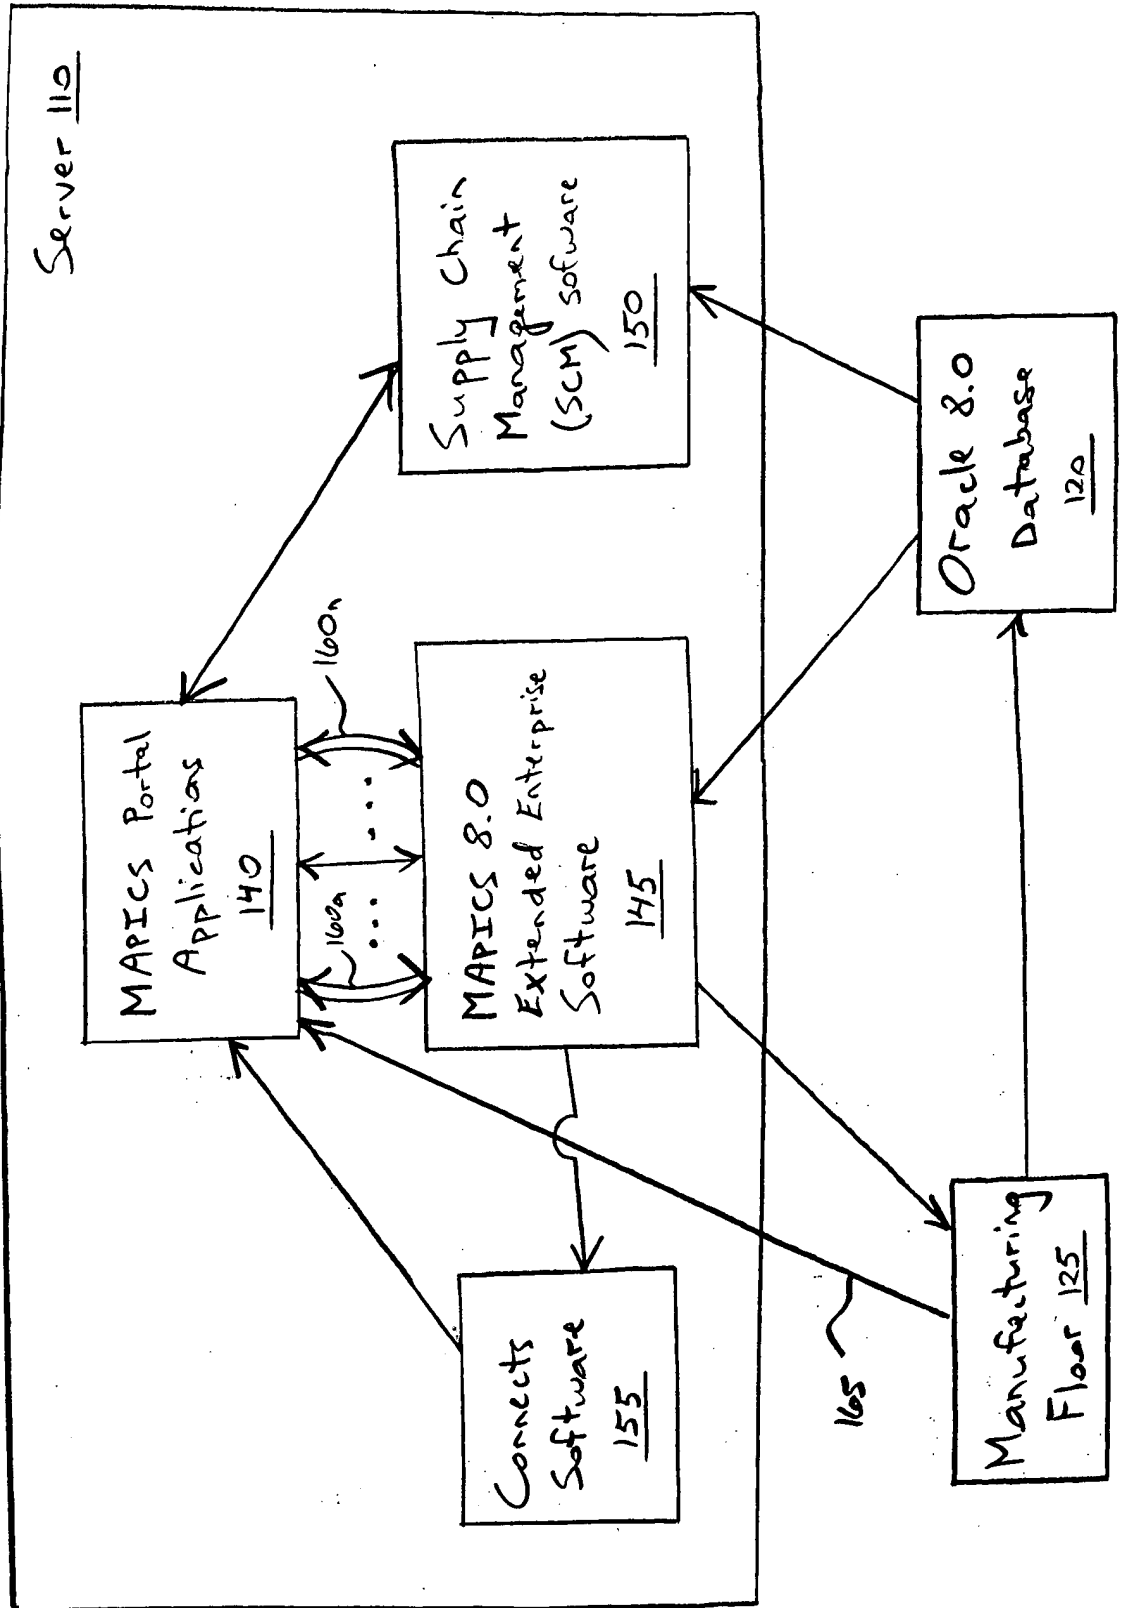 Server 110
MAPICS Portal
Applications
140
160a
160n
Supply Chain
Management
(SCM) sofware
150
MAPICS 8.0
Extended Enterprise
Software
145
Connects
Software
155
165
Oracle 8.0
Database
120
Manufacturing
Floor 125